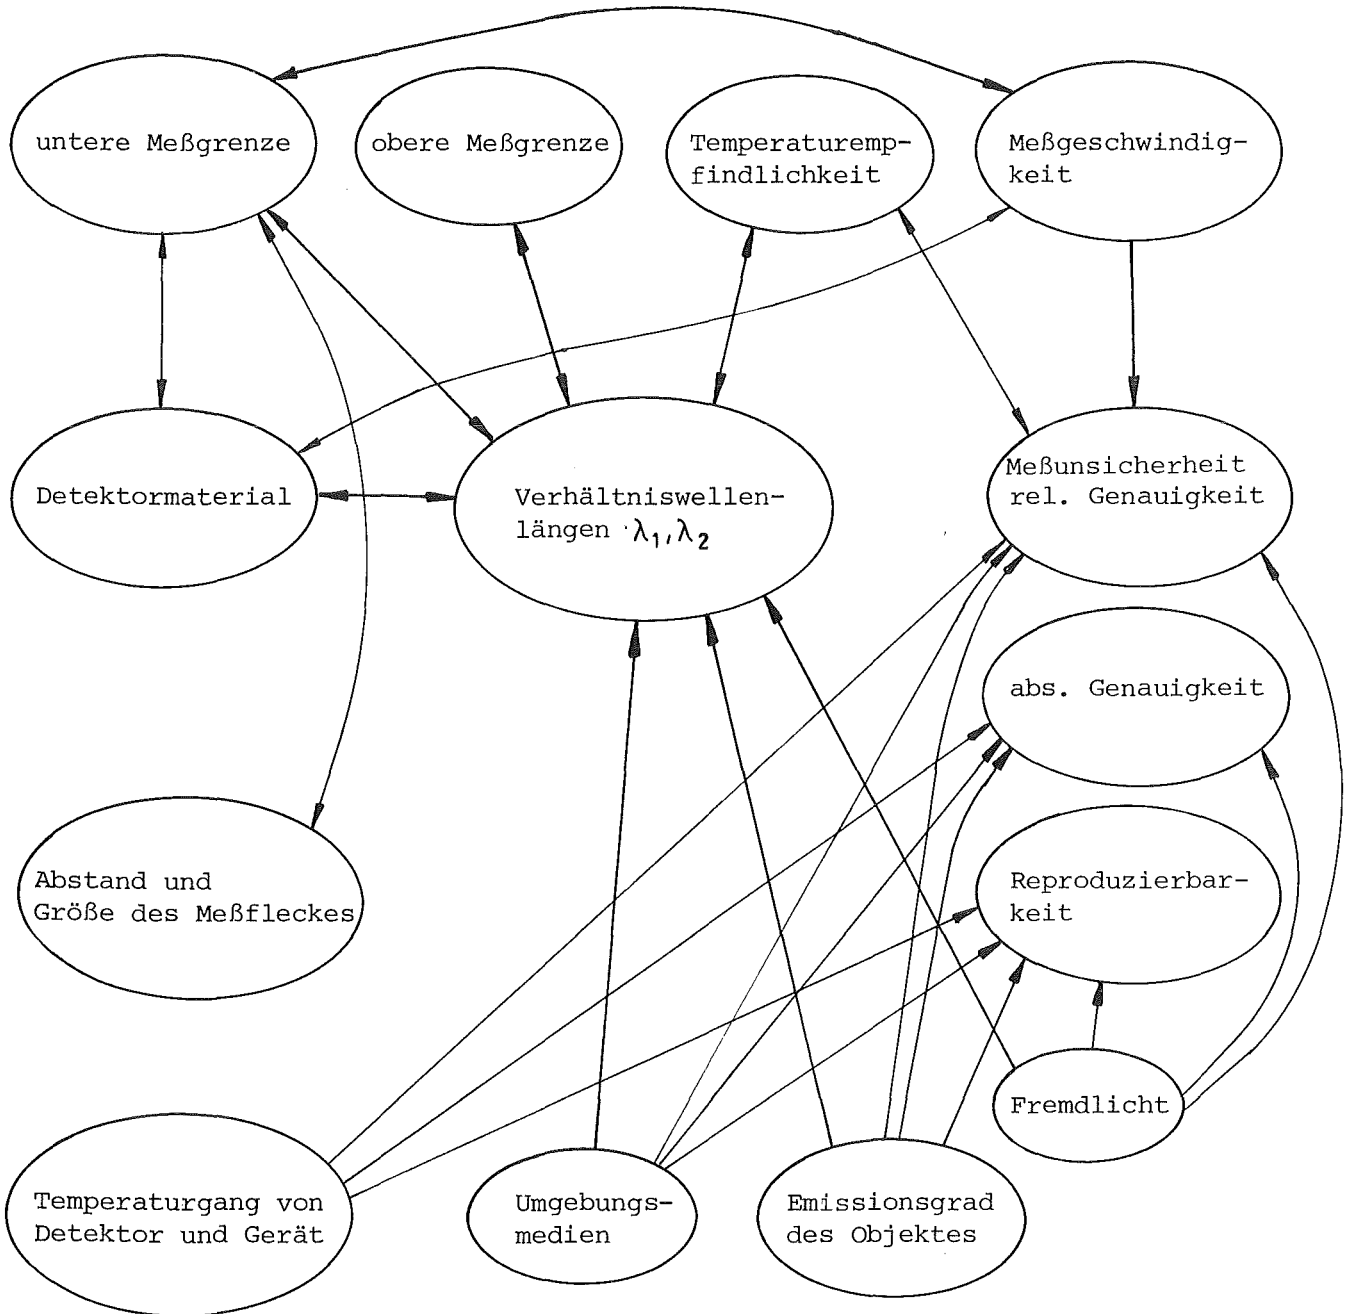 untere Meßgrenze
obere Meßgrenze
Temperaturemp-
findlichkeit
Meßgeschwindig-
keit
Detektormaterial
Verhältniswellen-
längen λ₁,λ₂
Meßunsicherheit
rel. Genauigkeit
abs. Genauigkeit
Abstand und
Größe des Meßfleckes
Reproduzierbar-
keit
Fremdlicht
Temperaturgang von
Detektor und Gerät
Umgebungs-
medien
Emissionsgrad
des Objektes